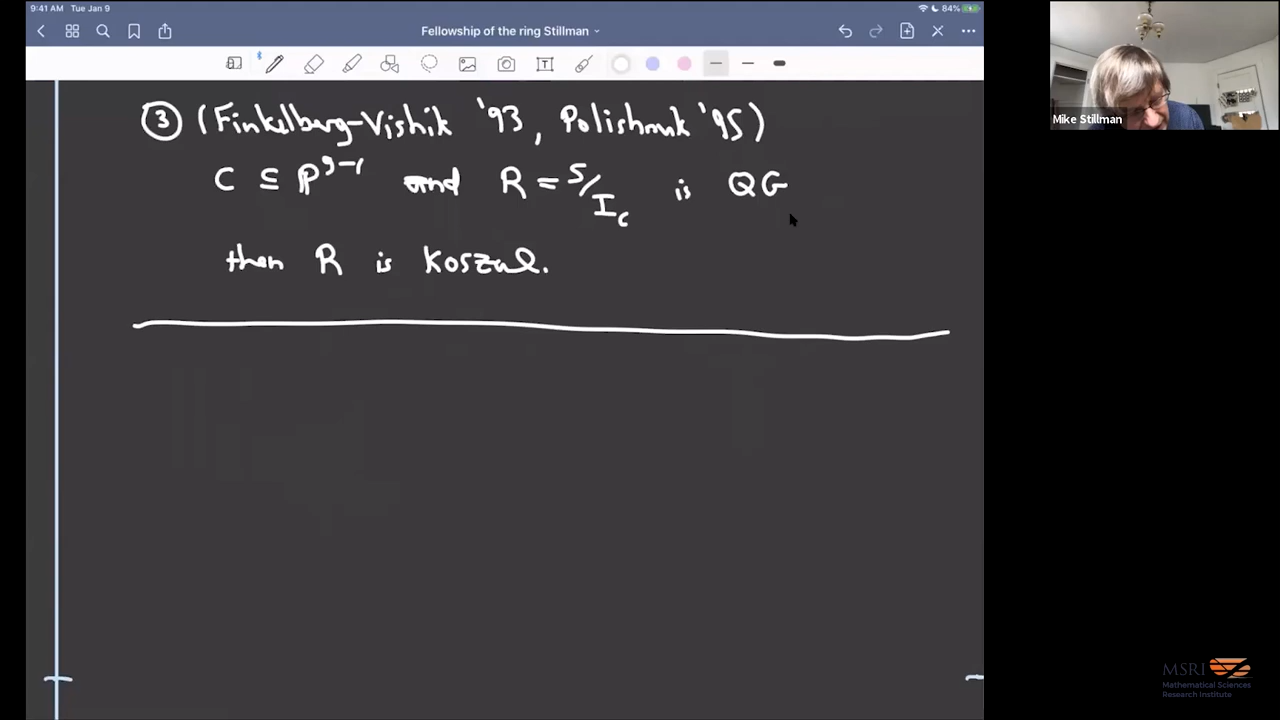 9:41 AM Tue Jan 9
84%
Fellowship of the ring Stillman
③ (Finkelberg-Vishik '93, Polishchuk '95)
C ⊆ P^{g-1} and R = S/I_C is QG
then R is Koszul.
Mike Stillman
MSRI
Mathematical Sciences
Research Institute